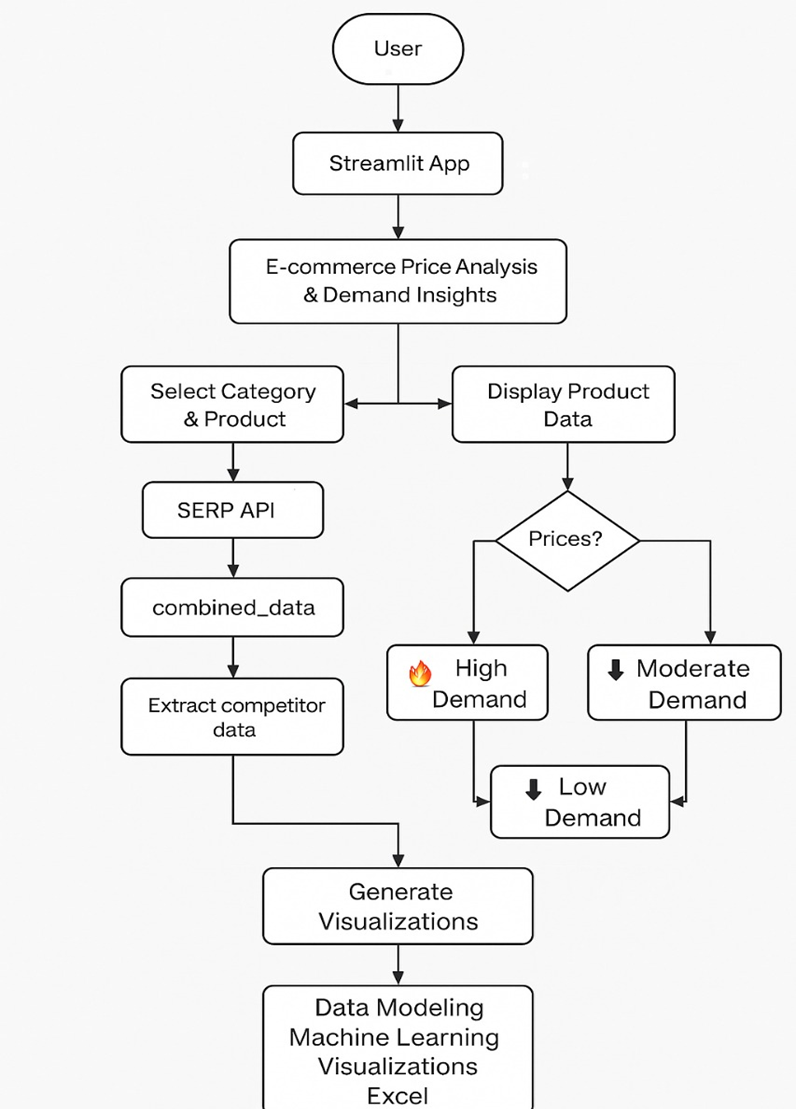 User
Streamlit App
E-commerce Price Analysis
& Demand Insights
Select Category
& Product
Display Product
Data
SERP API
Prices?
combined_data
🔥 High
Demand
⬇ Moderate
Demand
Extract competitor
data
⬇ Low
Demand
Generate
Visualizations
Data Modeling
Machine Learning
Visualizations
Excel